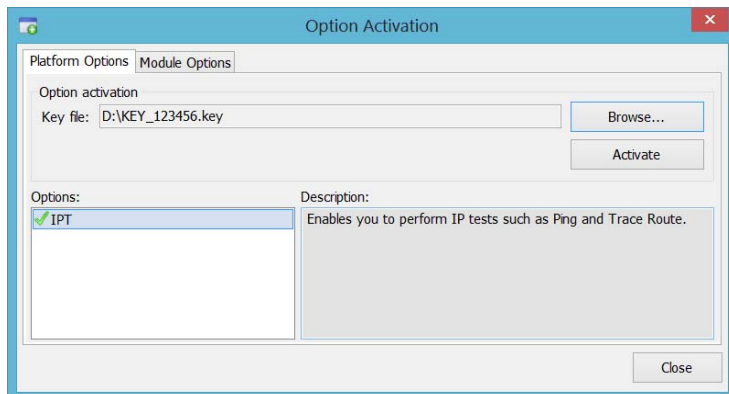 Option Activation
Platform Options Module Options
Option activation
Key file: D:\KEY_123456.key Browse...
Activate
Options: Description:
IPT Enables you to perform IP tests such as Ping and Trace Route.
Close